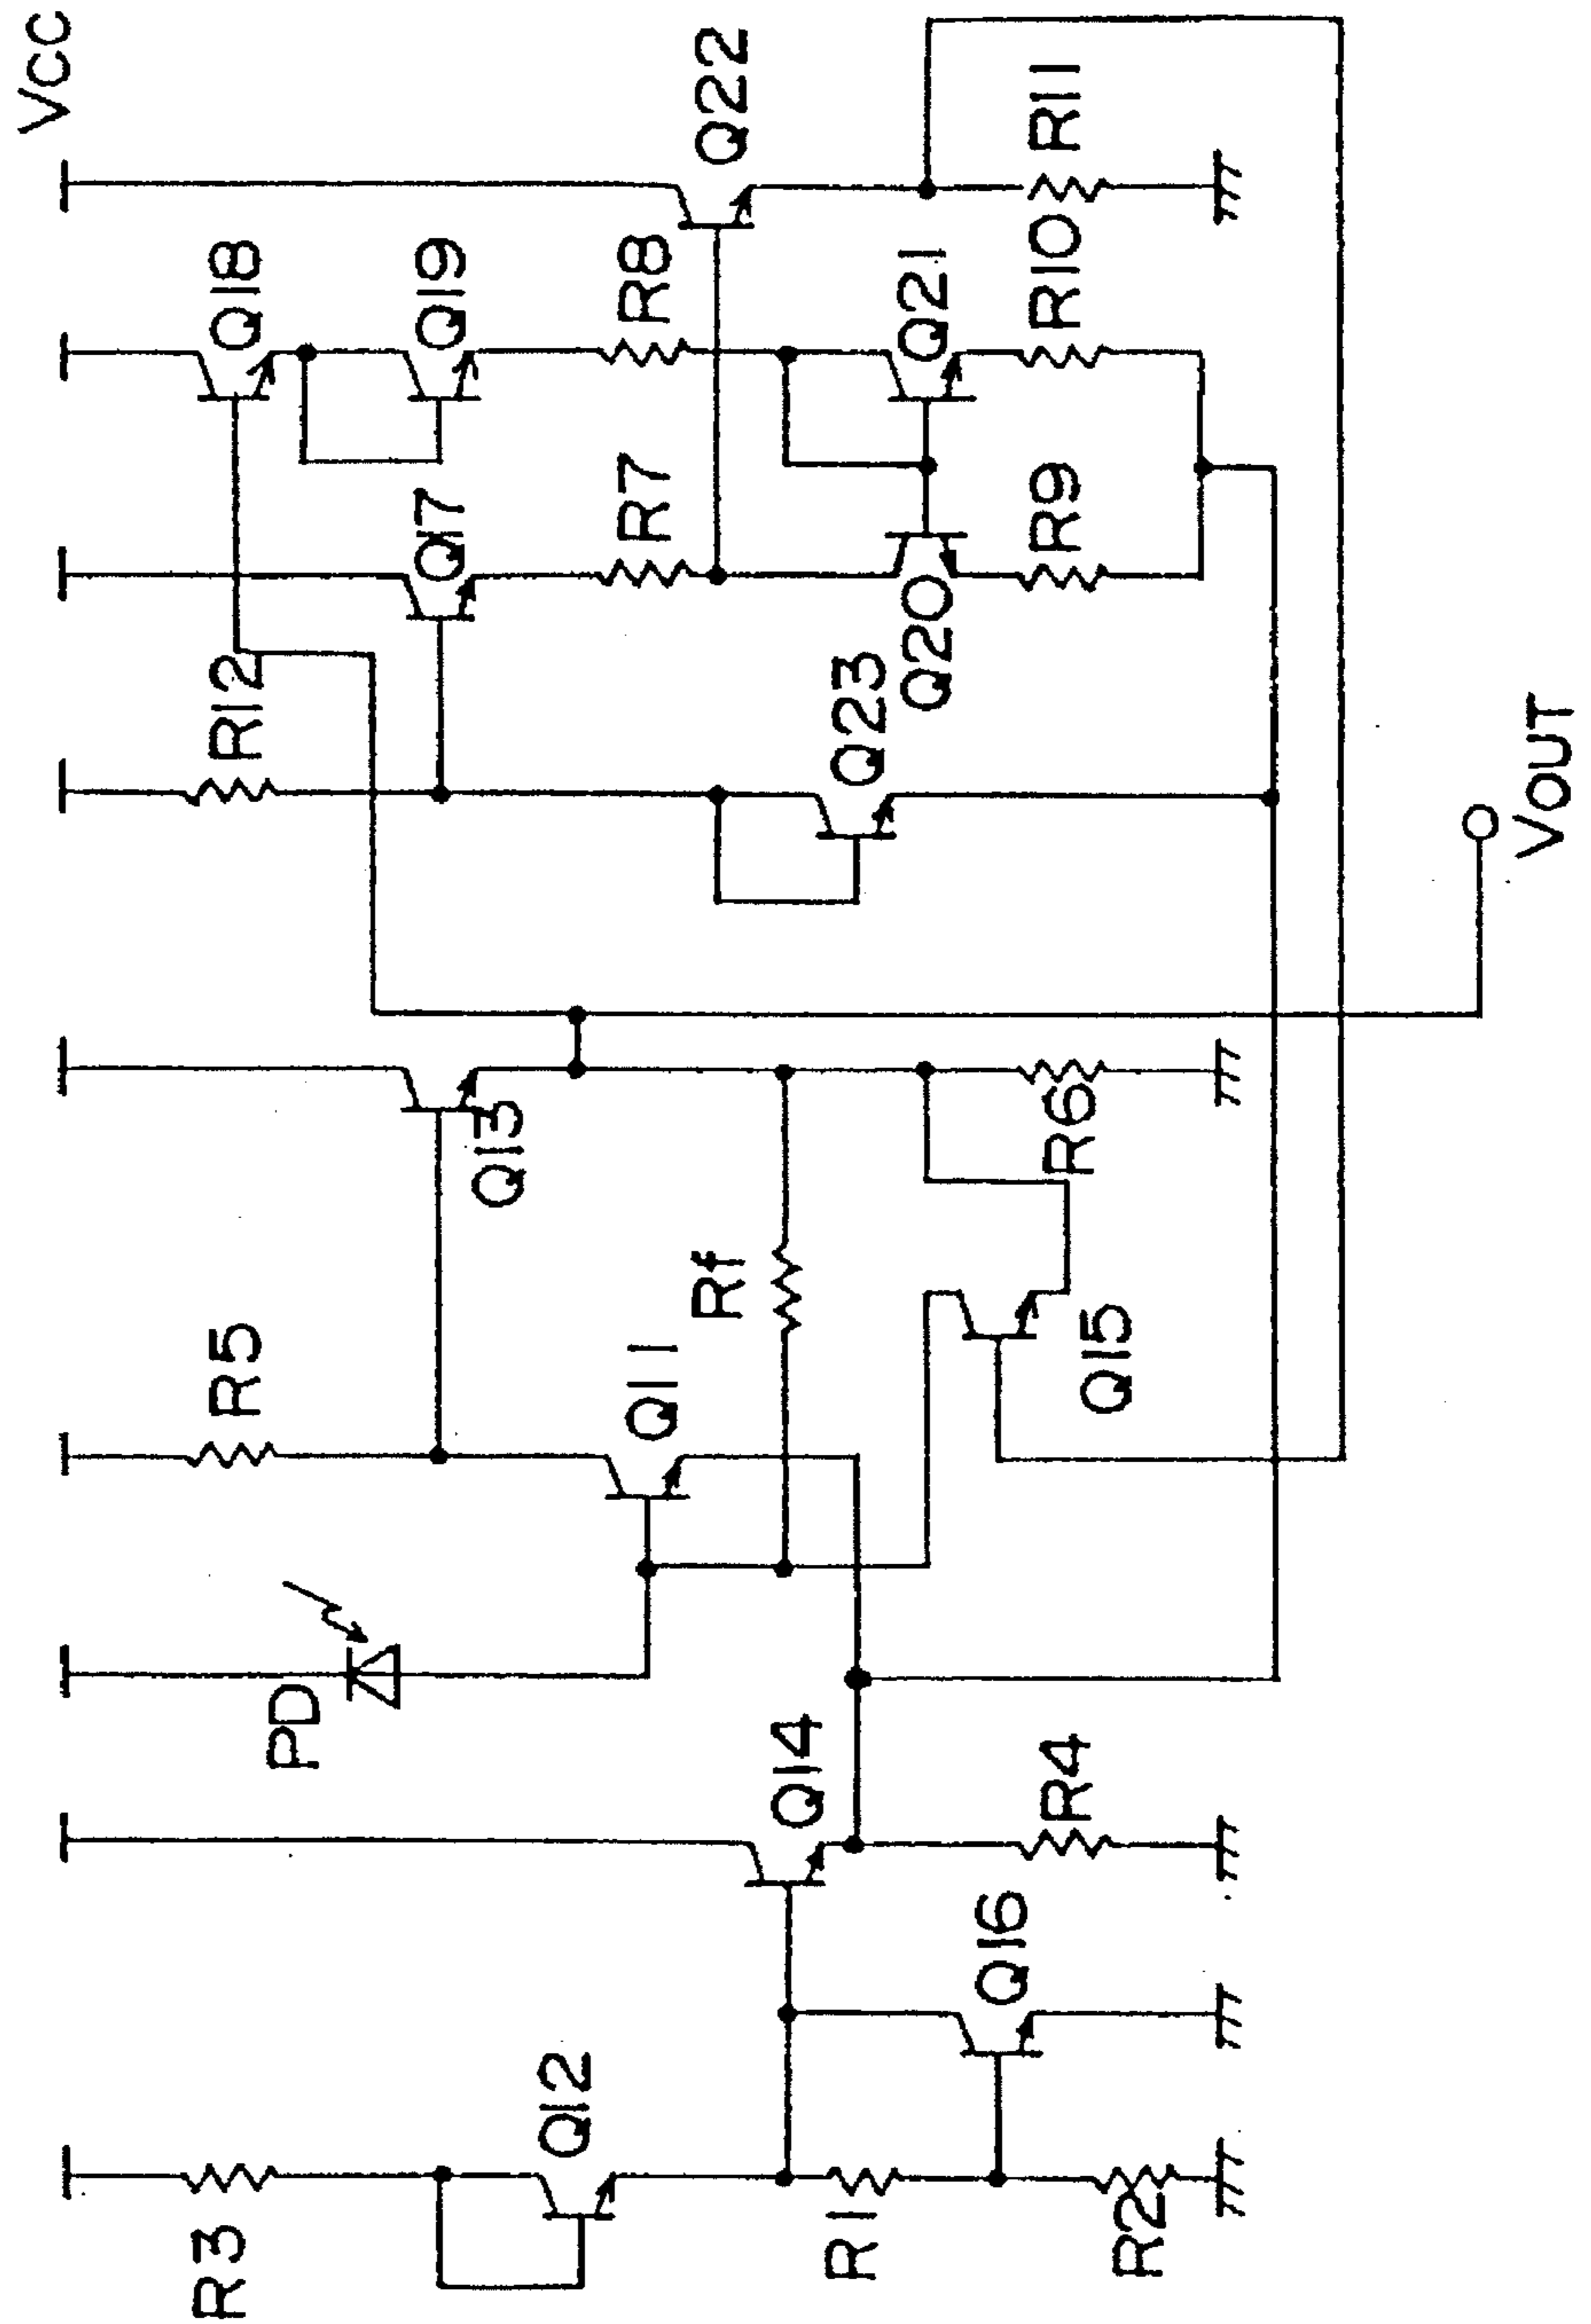 VCC
Q22
R11
Q18
Q19
R8
Q21
R10
Q17
R7
R9
Q20
R12
Q23
VOUT
Q13
R6
Rf
R5
Q11
Q15
PD
Q14
R4
Q16
Q12
R3
R1
R2